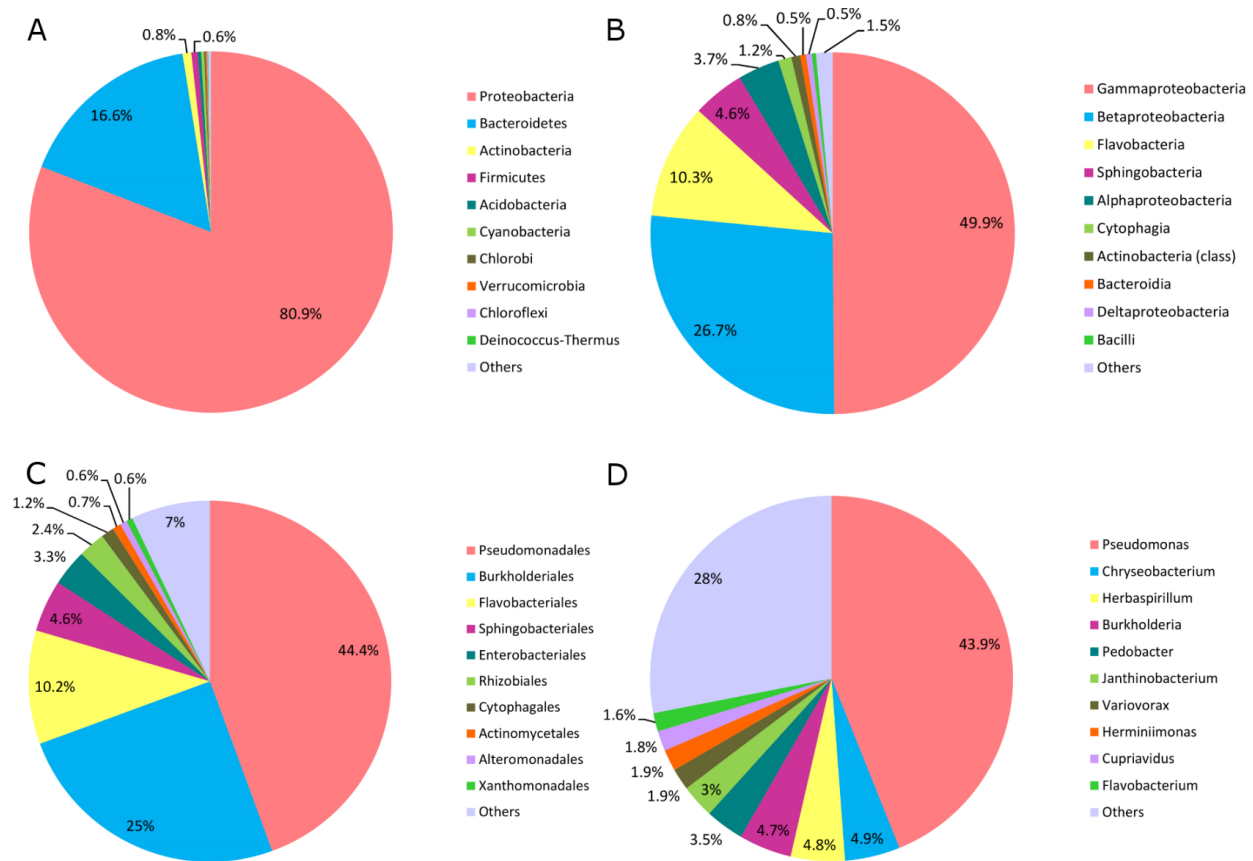 A
0.8%
0.6%
16.6%
80.9%
Proteobacteria
Bacteroidetes
Actinobacteria
Firmicutes
Acidobacteria
Cyanobacteria
Chlorobi
Verrucomicrobia
Chloroflexi
Deinococcus-Thermus
Others
B
0.8%
0.5%
0.5%
1.5%
1.2%
3.7%
4.6%
10.3%
49.9%
26.7%
Gammaproteobacteria
Betaproteobacteria
Flavobacteria
Sphingobacteria
Alphaproteobacteria
Cytophagia
Actinobacteria (class)
Bacteroidia
Deltaproteobacteria
Bacilli
Others
C
0.6%
0.6%
1.2%
0.7%
7%
2.4%
3.3%
4.6%
44.4%
10.2%
25%
Pseudomonadales
Burkholderiales
Flavobacteriales
Sphingobacteriales
Enterobacteriales
Rhizobiales
Cytophagales
Actinomycetales
Alteromonadales
Xanthomonadales
Others
D
28%
43.9%
1.6%
1.8%
1.9%
1.9%
3%
3.5%
4.7%
4.8%
4.9%
Pseudomonas
Chryseobacterium
Herbaspirillum
Burkholderia
Pedobacter
Janthinobacterium
Variovorax
Herminiimonas
Cupriavidus
Flavobacterium
Others